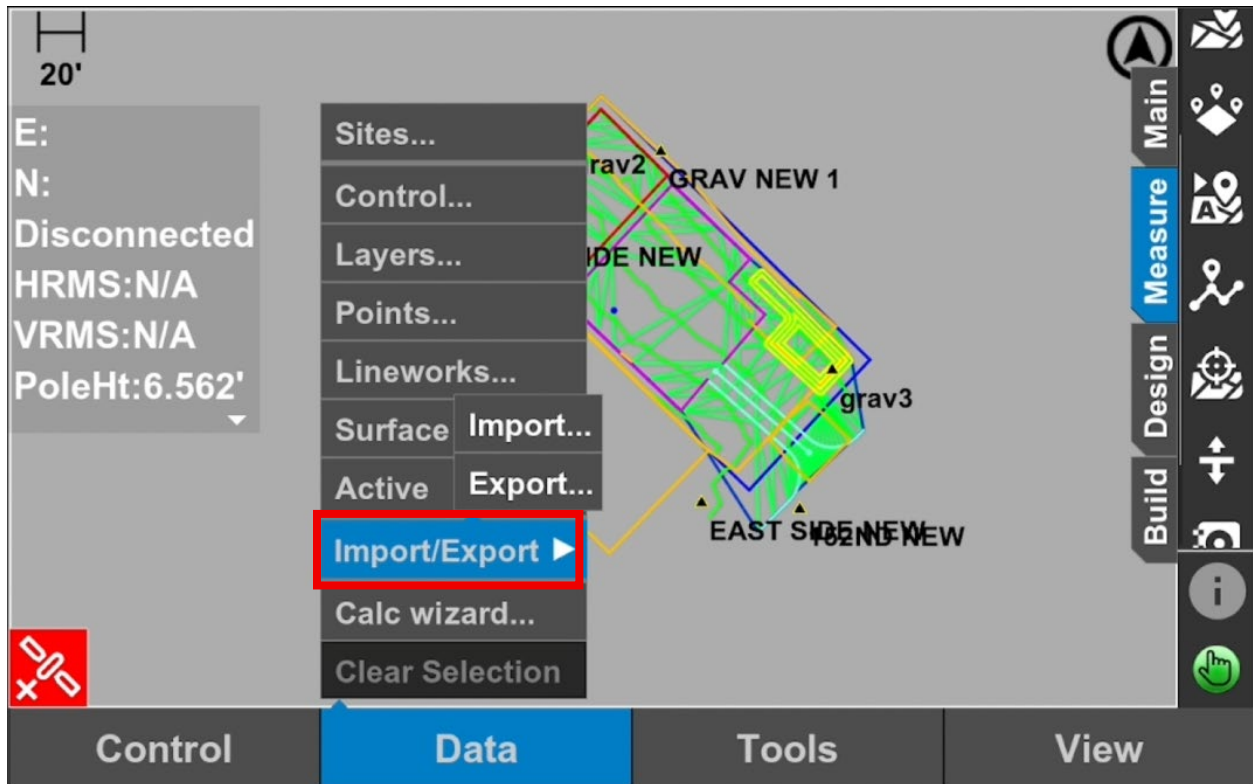 20'
E:
N:
Disconnected
HRMS:N/A
VRMS:N/A
PoleHt:6.562'
Sites...
Control...
Layers...
Points...
Lineworks...
Surface
Active
Import...
Export...
Import/Export
Calc wizard...
Clear Selection
rav2
GRAV NEW 1
IDE NEW
grav3
EAST SIDE NEW
152ND NEW
Main
Measure
Design
Build
A
i
Control
Data
Tools
View